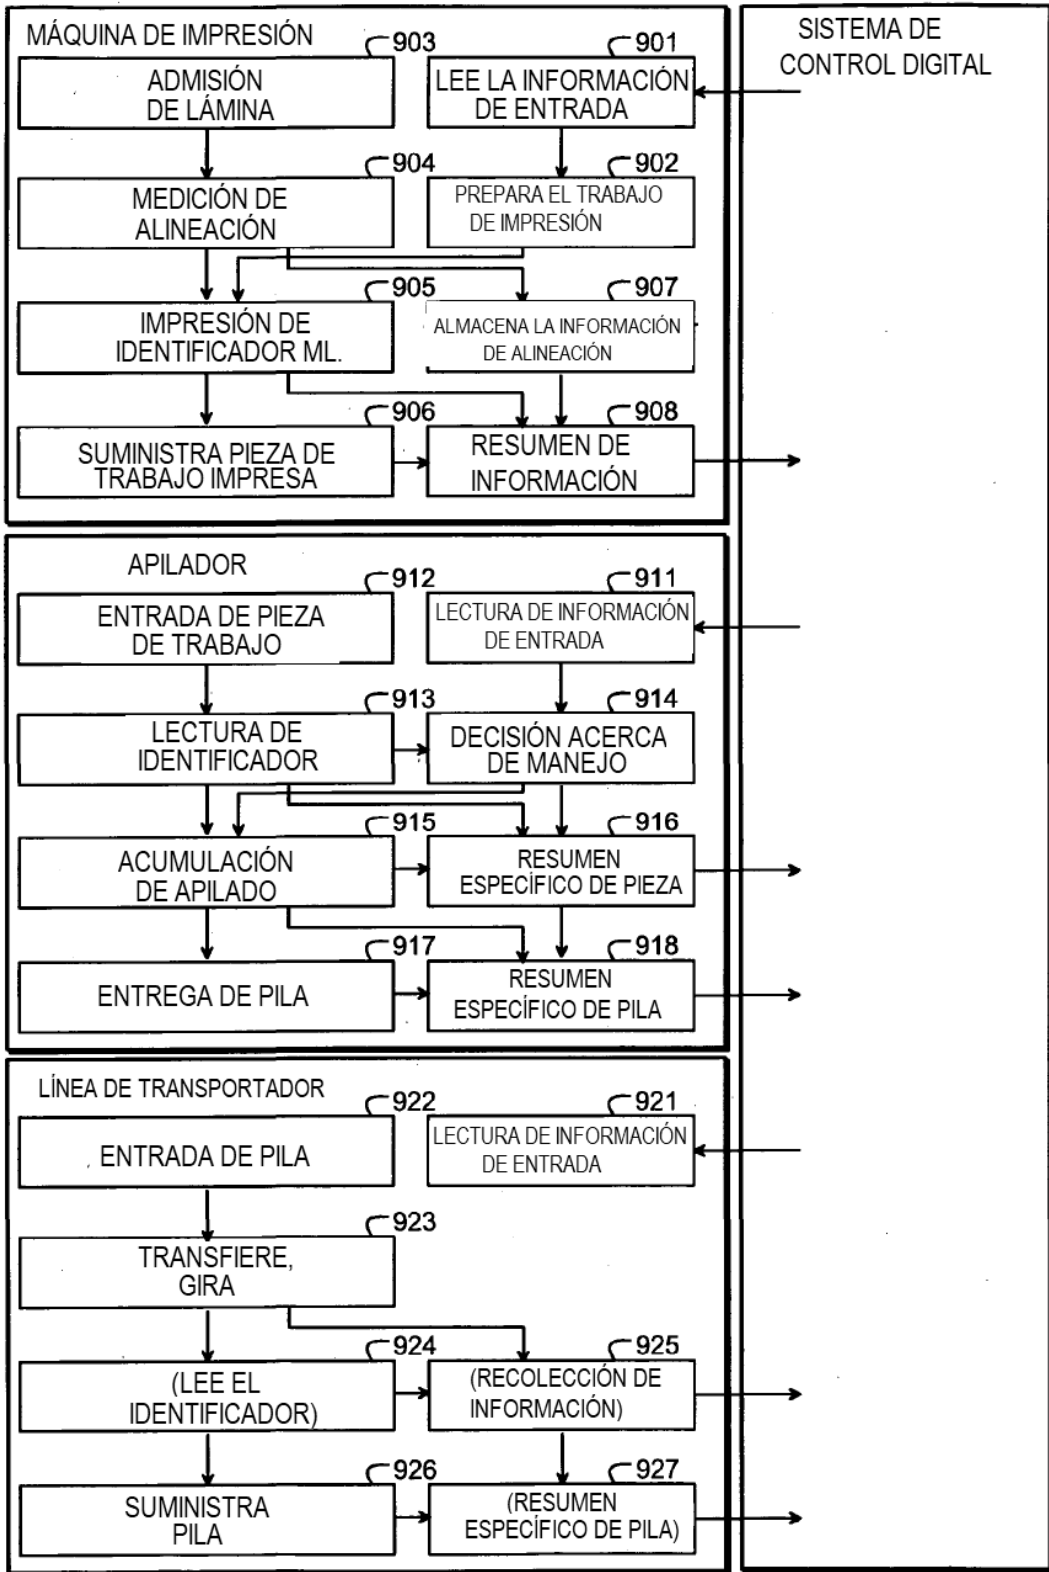 MÁQUINA DE IMPRESIÓN
903
ADMISIÓN
DE LÁMINA
901
LEE LA INFORMACIÓN
DE ENTRADA
SISTEMA DE
CONTROL DIGITAL
904
MEDICIÓN DE
ALINEACIÓN
902
PREPARA EL TRABAJO
DE IMPRESIÓN
905
IMPRESIÓN DE
IDENTIFICADOR ML.
907
ALMACENA LA INFORMACIÓN
DE ALINEACIÓN
906
SUMINISTRA PIEZA DE
TRABAJO IMPRESA
908
RESUMEN DE
INFORMACIÓN
APILADOR
912
ENTRADA DE PIEZA
DE TRABAJO
911
LECTURA DE INFORMACIÓN
DE ENTRADA
913
LECTURA DE
IDENTIFICADOR
914
DECISIÓN ACERCA
DE MANEJO
915
ACUMULACIÓN
DE APILADO
916
RESUMEN
ESPECÍFICO DE PIEZA
917
ENTREGA DE PILA
918
RESUMEN
ESPECÍFICO DE PILA
LÍNEA DE TRANSPORTADOR
922
ENTRADA DE PILA
921
LECTURA DE INFORMACIÓN
DE ENTRADA
923
TRANSFIERE,
GIRA
924
(LEE EL
IDENTIFICADOR)
925
(RECOLECCIÓN DE
INFORMACIÓN)
926
SUMINISTRA
PILA
927
(RESUMEN
ESPECÍFICO DE PILA)